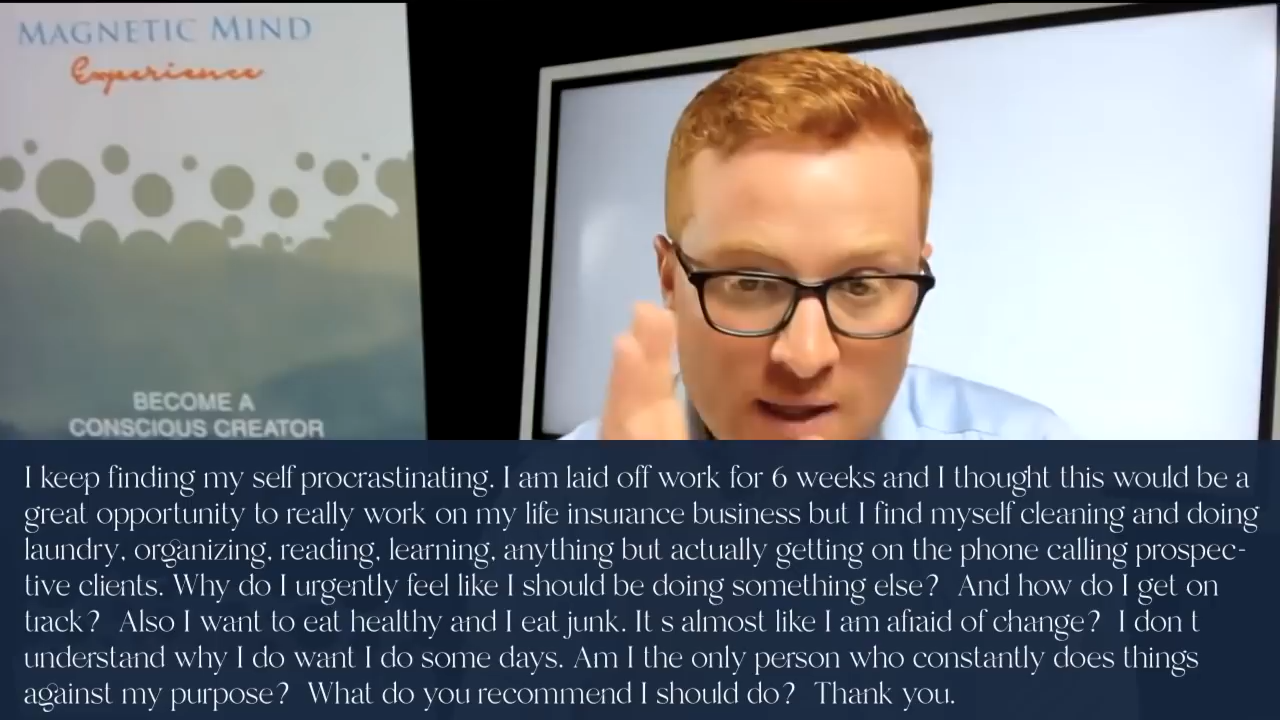 MAGNETIC MIND
Experience
BECOME A
CONSCIOUS CREATOR
I keep finding my self procrastinating. I am laid off work for 6 weeks and I thought this would be a
great opportunity to really work on my life insurance business but I find myself cleaning and doing
laundry, organizing, reading, learning, anything but actually getting on the phone calling prospec-
tive clients. Why do I urgently feel like I should be doing something else? And how do I get on
track? Also I want to eat healthy and I eat junk. It s almost like I am afraid of change? I don t
understand why I do want I do some days. Am I the only person who constantly does things
against my purpose? What do you recommend I should do? Thank you.